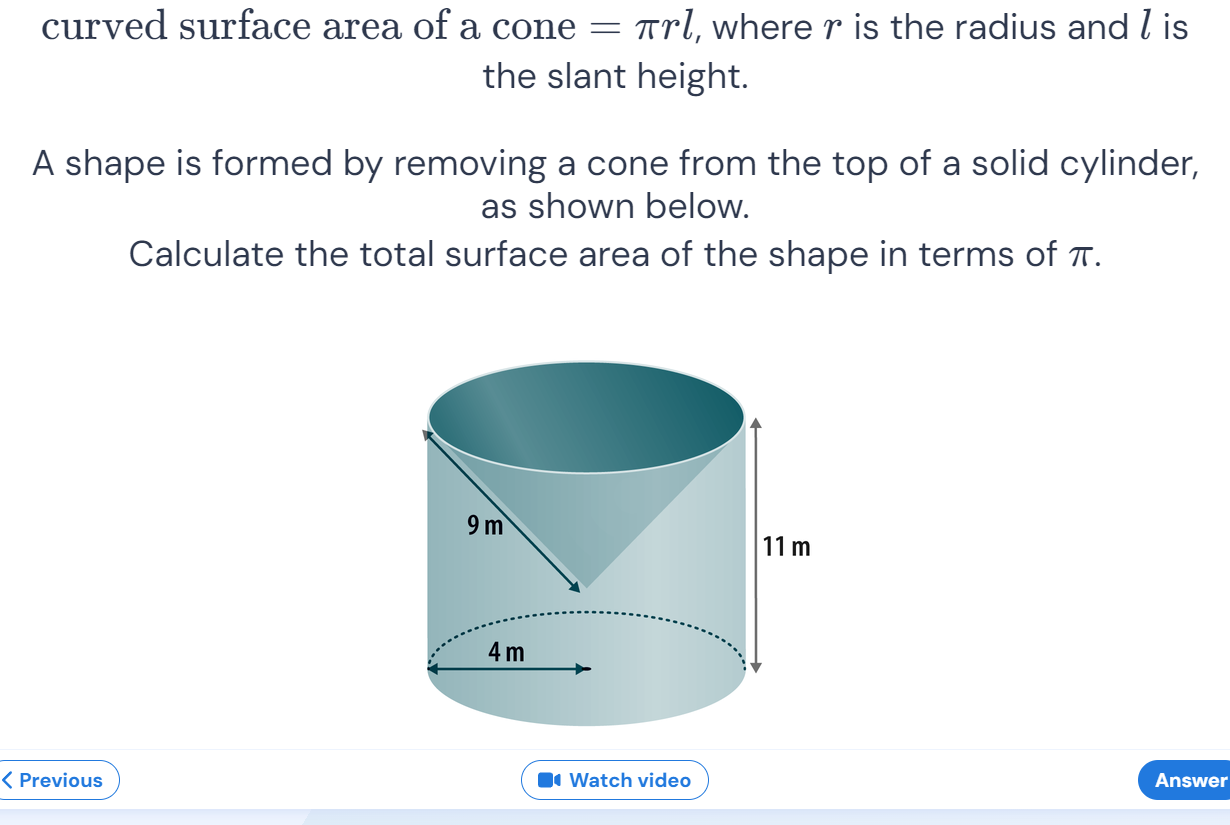 curved surface area of a cone = πrl, where r is the radius and l is
the slant height.
A shape is formed by removing a cone from the top of a solid cylinder,
as shown below.
Calculate the total surface area of the shape in terms of π.
9 m
11 m
4 m
< Previous
Watch video
Answer